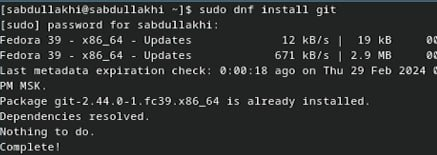 [sabdullakhi@sabdullakhi ~]$ sudo dnf install git
[sudo] password for sabdullakhi:
Fedora 39 - x86_64 - Updates 12 kB/s | 19 kB 00
Fedora 39 - x86_64 - Updates 671 kB/s | 2.9 MB 00
Last metadata expiration check: 0:00:18 ago on Thu 29 Feb 2024 0
PM MSK.
Package git-2.44.0-1.fc39.x86_64 is already installed.
Dependencies resolved.
Nothing to do.
Complete!